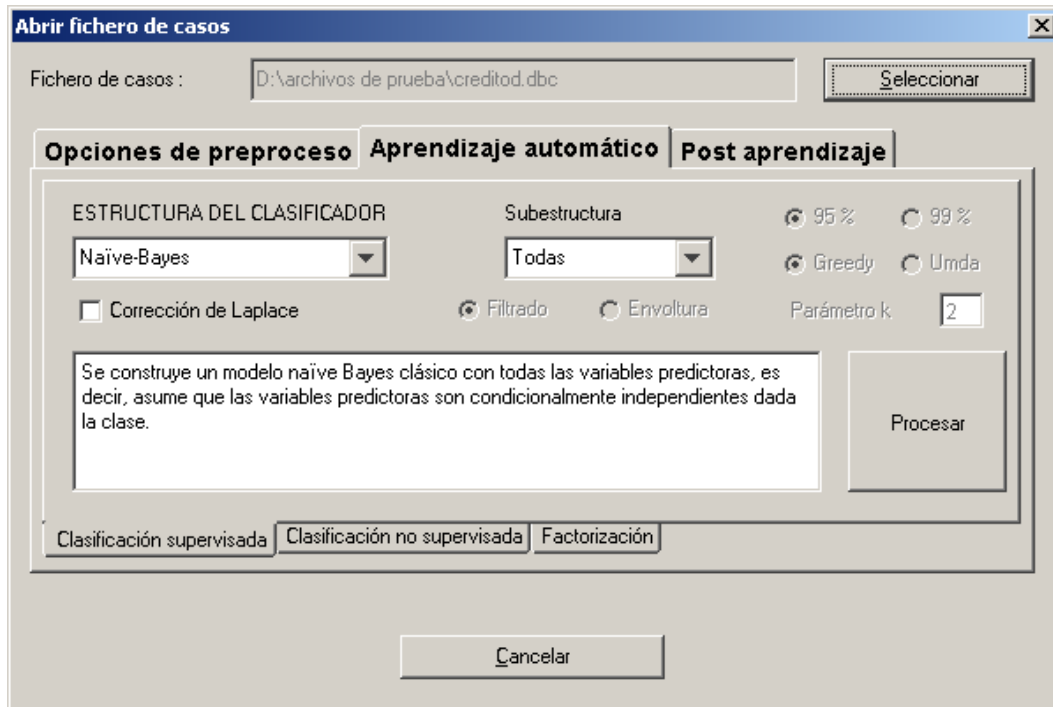 Abrir fichero de casos
Fichero de casos : D:\archivos de prueba\creditod.dbc Seleccionar
Opciones de preproceso Aprendizaje automático Post aprendizaje
ESTRUCTURA DEL CLASIFICADOR Subestructura 95 % 99 %
Naïve-Bayes Todas Greedy Umda
Corrección de Laplace Filtrado Envoltura Parámetro k 2
Se construye un modelo naïve Bayes clásico con todas las variables predictoras, es
decir, asume que las variables predictoras son condicionalmente independientes dada
la clase.
Procesar
Clasificación supervisada Clasificación no supervisada Factorización
Cancelar